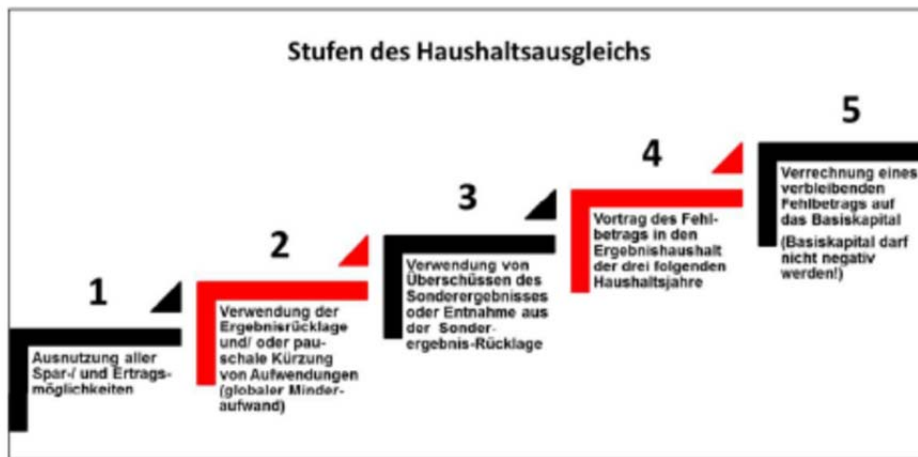 Stufen des Haushaltsausgleichs
1
Ausnutzung aller
Spar-/ und Ertrags-
möglichkeiten
2
Verwendung der
Ergebnisrücklage
und/ oder pau-
schale Kürzung
von Aufwendungen
(globaler Minder-
aufwand)
3
Verwendung von
Überschüssen des
Sonderergebnisses
oder Entnahme aus
der Sonder-
ergebnis-Rücklage
4
Vortrag des Fehl-
betrags in den
Ergebnishaushalt
der drei folgenden
Haushaltsjahre
5
Verrechnung eines
verbleibenden
Fehlbetrags auf
das Basiskapital
(Basiskapital darf
nicht negativ
werden!)